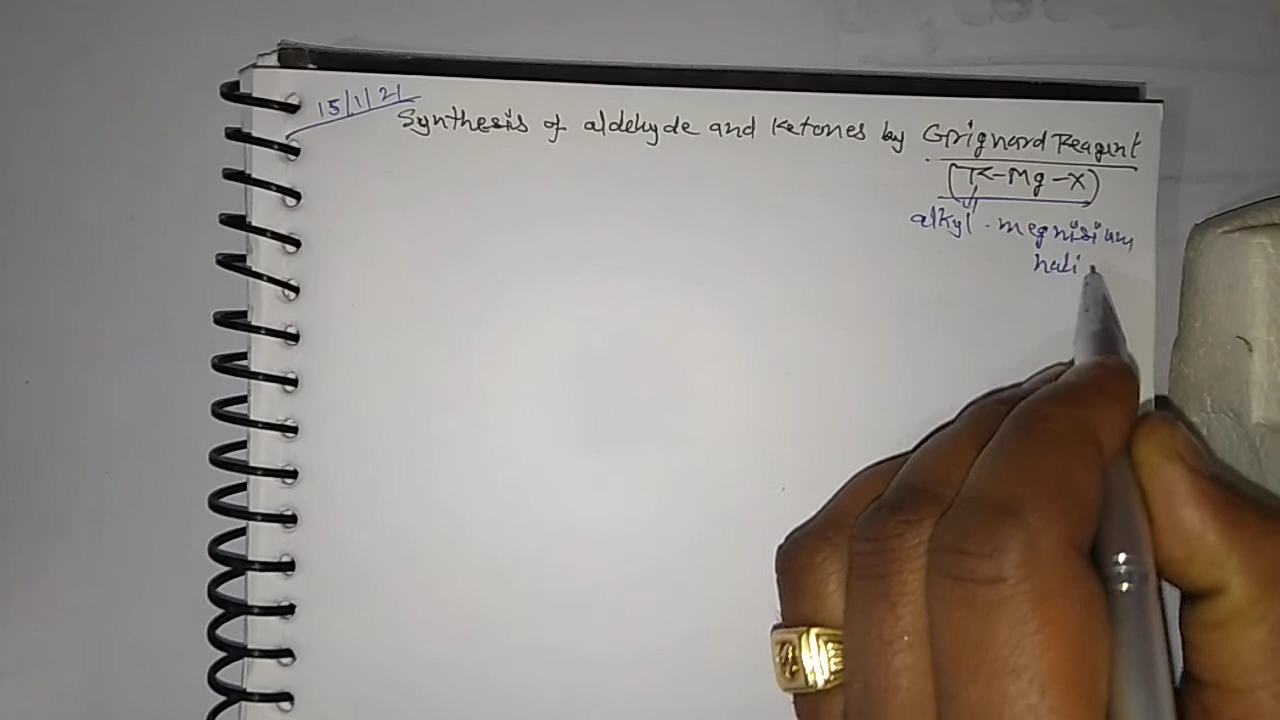 15/1/21
Synthesis of aldehyde and Ketones by Grignard Reagent
(R-Mg-X)
alkyl - megnisium
hali